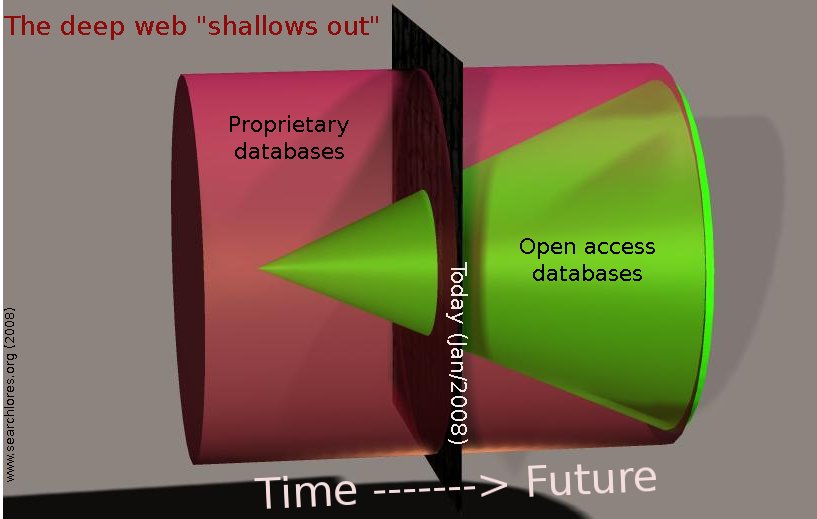 The deep web "shallows out"
Proprietary
databases
Open access
databases
Today (Jan/2008)
www.searchlores.org (2008)
Time -------> Future